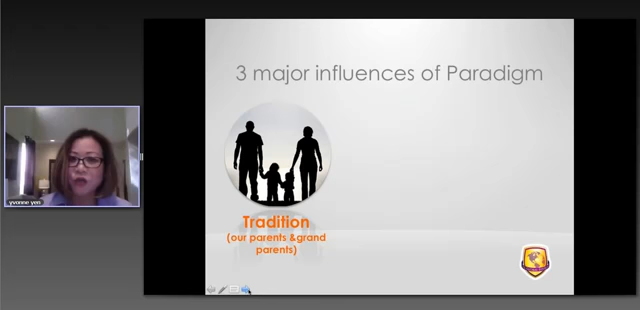 3 major influences of Paradigm
yvonne yen
Tradition
(our parents &grand
parents)